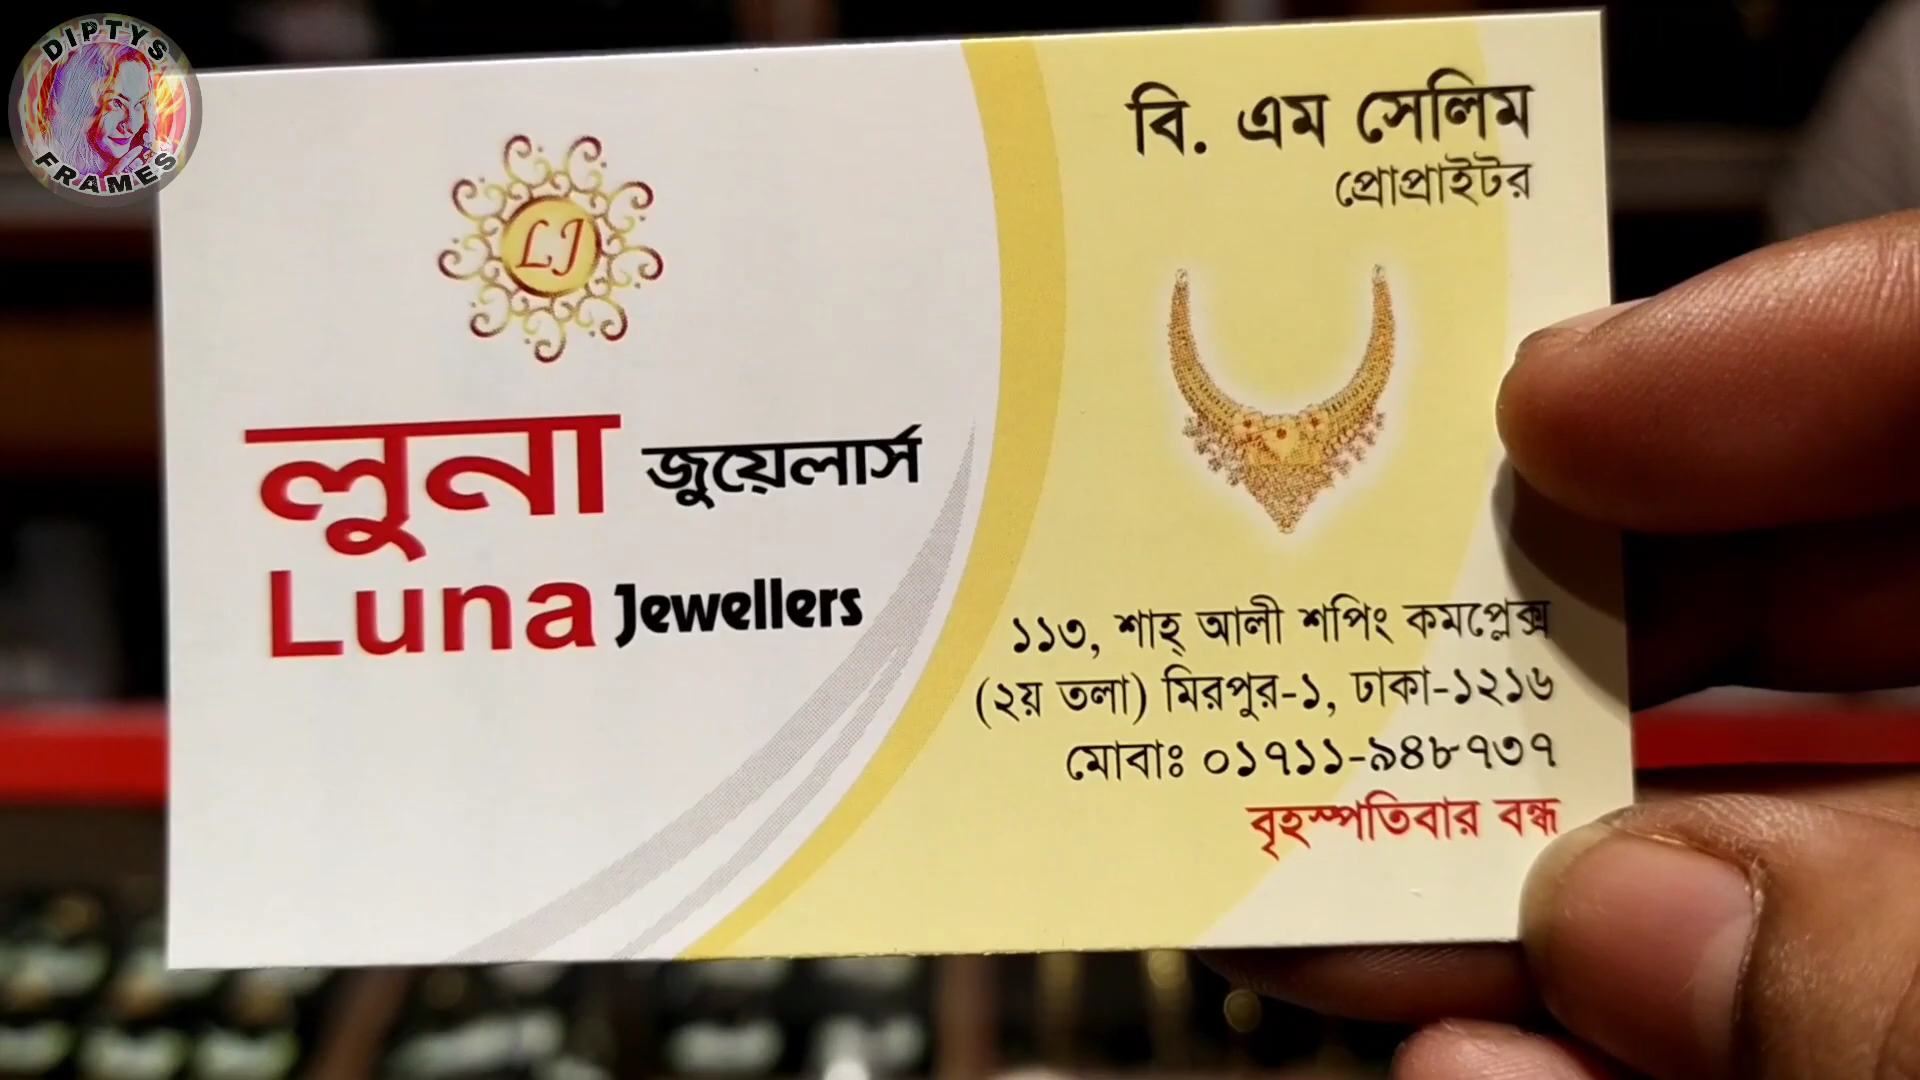 DIPTYS
FRAMES
LJ
লুনা জুয়েলার্স
Luna Jewellers
বি. এম সেলিম
প্রোপ্রাইটর
১১৩, শাহ্ আলী শপিং কমপ্লেক্স
(২য় তলা) মিরপুর-১, ঢাকা-১২১৬
মোবাঃ ০১৭১১-৯৪৮৭৩৭
বৃহস্পতিবার বন্ধ